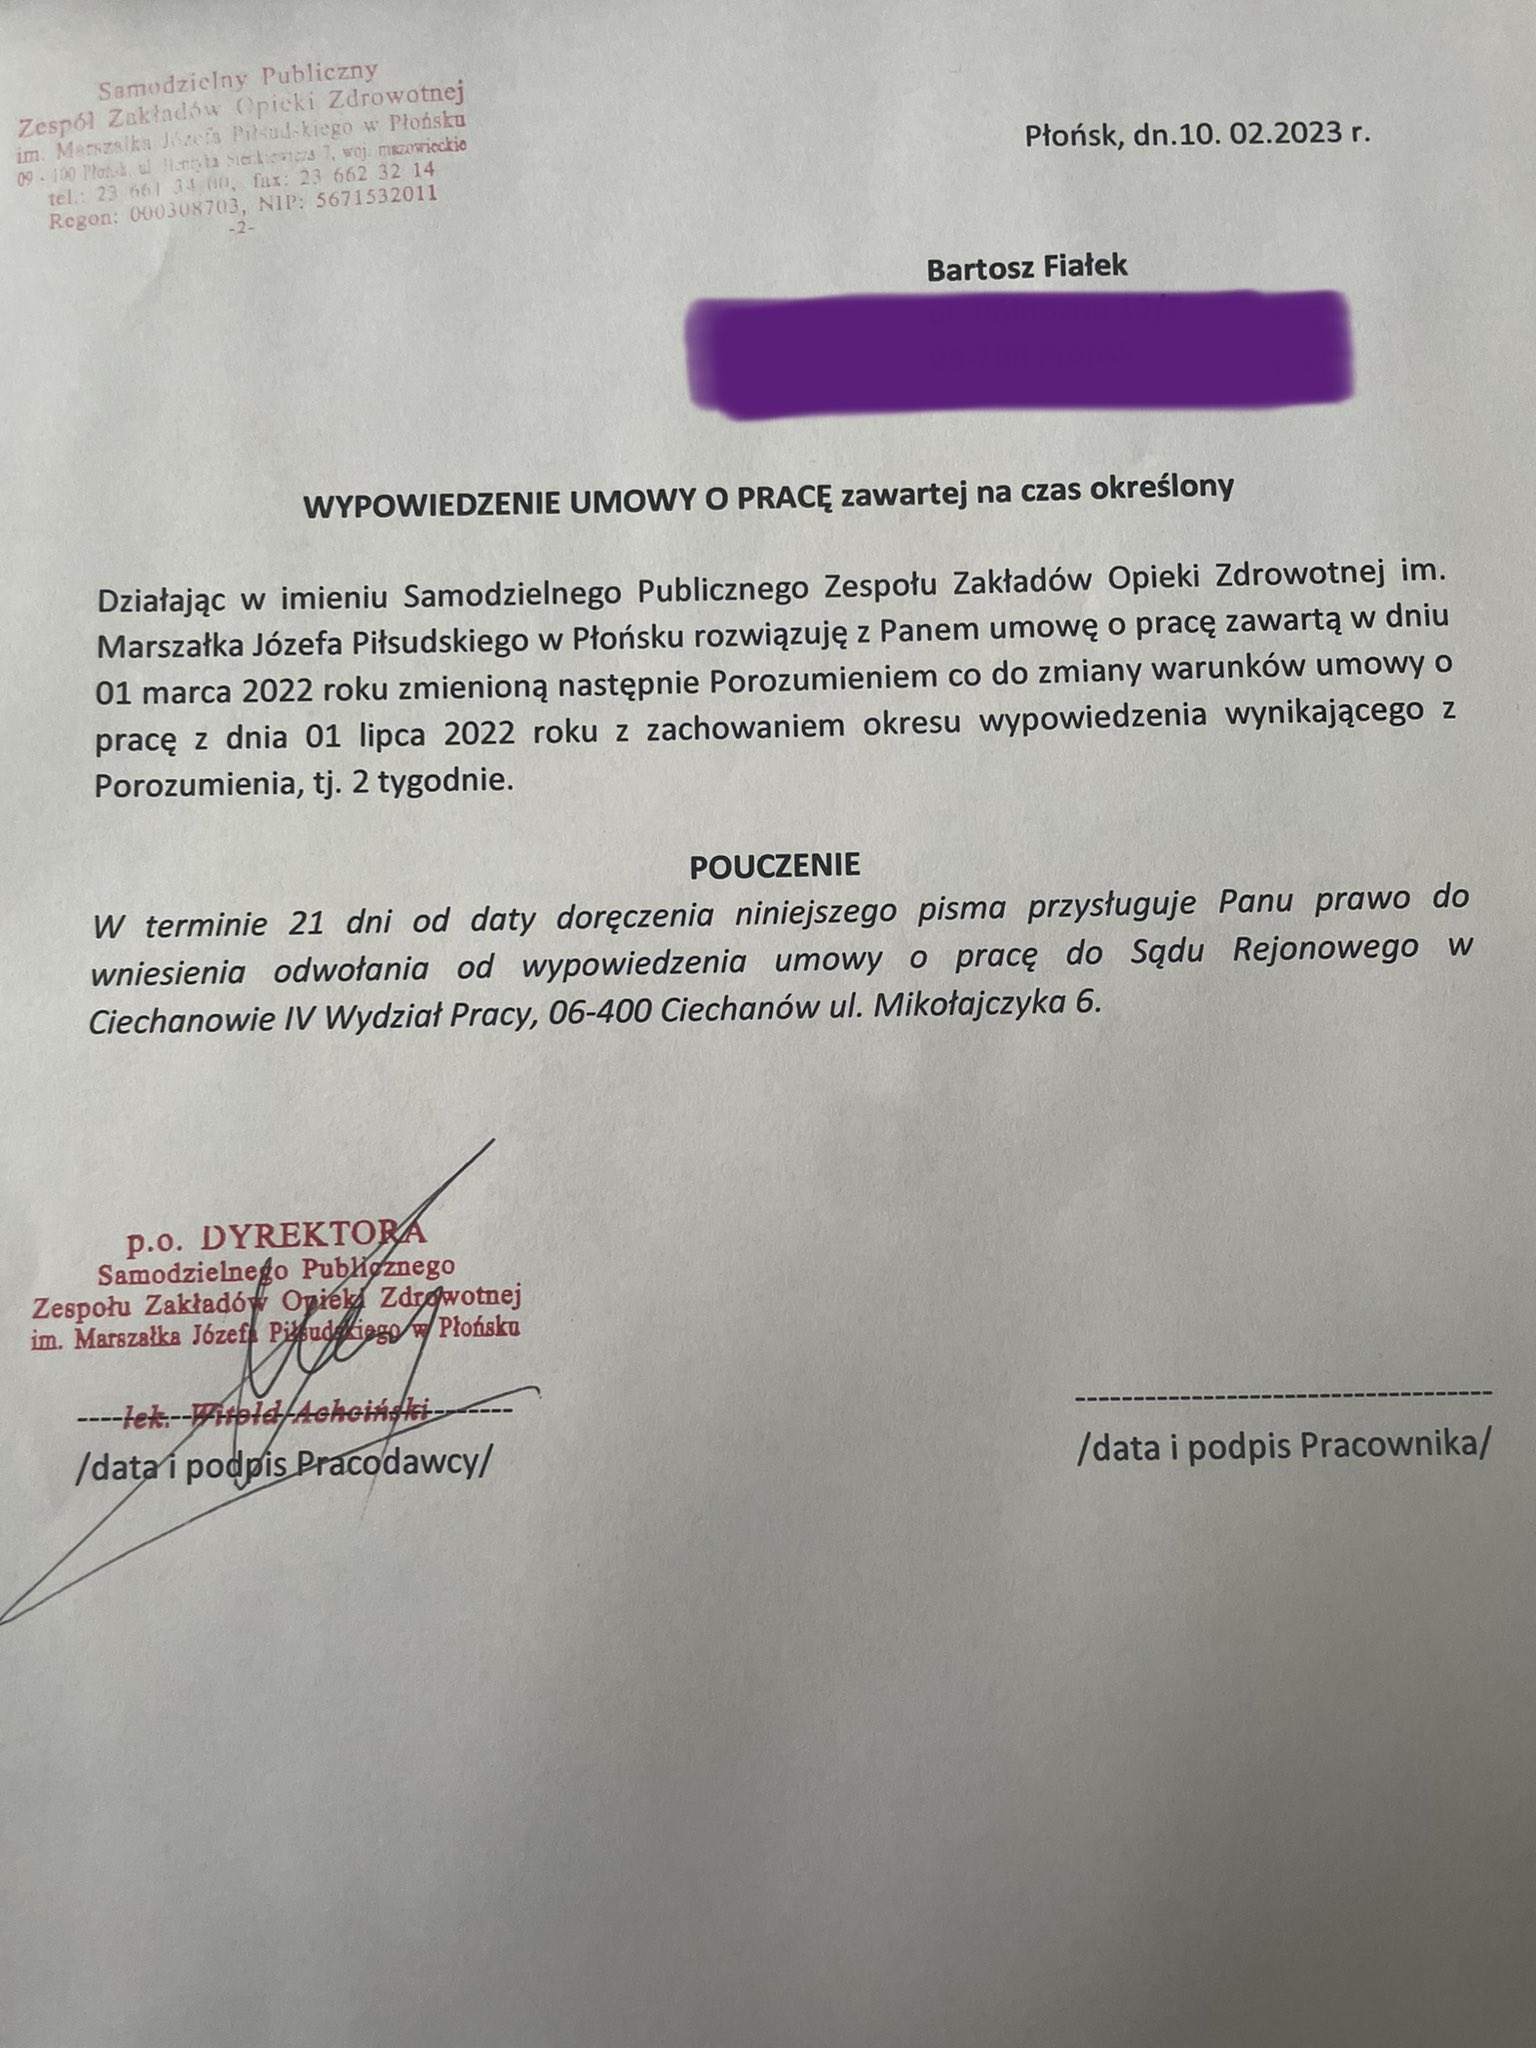 Samodzielny Publiczny
Zespół Zakładów Opieki Zdrowotnej
im. Marszałka Józefa Piłsudskiego w Płońsku
09 - 100 Płońsk, ul. Henryka Sienkiewicza 7, woj. mazowieckie
tel.: 23 661 34 00, fax: 23 662 32 14
Regon: 000308703, NIP: 5671532011
-2-
Płońsk, dn.10. 02.2023 r.
Bartosz Fiałek
WYPOWIEDZENIE UMOWY O PRACĘ zawartej na czas określony
Działając w imieniu Samodzielnego Publicznego Zespołu Zakładów Opieki Zdrowotnej im.
Marszałka Józefa Piłsudskiego w Płońsku rozwiązuję z Panem umowę o pracę zawartą w dniu
01 marca 2022 roku zmienioną następnie Porozumieniem co do zmiany warunków umowy o
pracę z dnia 01 lipca 2022 roku z zachowaniem okresu wypowiedzenia wynikającego z
Porozumienia, tj. 2 tygodnie.
POUCZENIE
W terminie 21 dni od daty doręczenia niniejszego pisma przysługuje Panu prawo do
wniesienia odwołania od wypowiedzenia umowy o pracę do Sądu Rejonowego w
Ciechanowie IV Wydział Pracy, 06-400 Ciechanów ul. Mikołajczyka 6.
p.o. DYREKTORA
Samodzielnego Publicznego
Zespołu Zakładów Opieki Zdrowotnej
im. Marszałka Józefa Piłsudskiego w Płońsku
lek. Witold Achciński
/data i podpis Pracodawcy/
/data i podpis Pracownika/